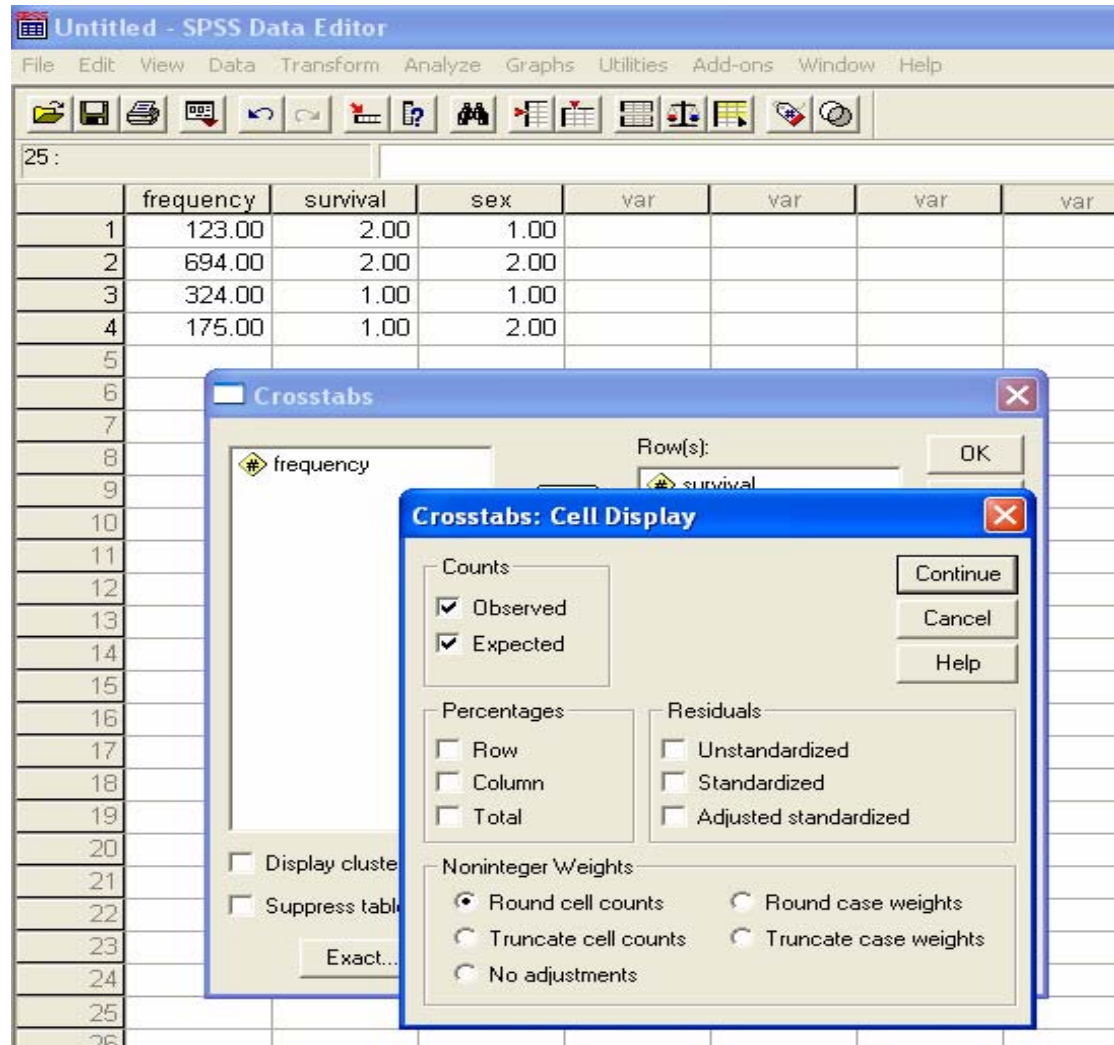 Untitled - SPSS Data Editor
File Edit View Data Transform Analyze Graphs Utilities Add-ons Window Help
25 :
frequency survival sex var var var var
1 123.00 2.00 1.00
2 694.00 2.00 2.00
3 324.00 1.00 1.00
4 175.00 1.00 2.00
5
6
7
8
9
10
11
12
13
14
15
16
17
18
19
20
21
22
23
24
25
26
Crosstabs
frequency
Row(s):
survival
OK
Display cluste
Suppress tabl
Exact...
Crosstabs: Cell Display
Counts
Observed
Expected
Continue
Cancel
Help
Percentages
Row
Column
Total
Residuals
Unstandardized
Standardized
Adjusted standardized
Noninteger Weights
Round cell counts Round case weights
Truncate cell counts Truncate case weights
No adjustments